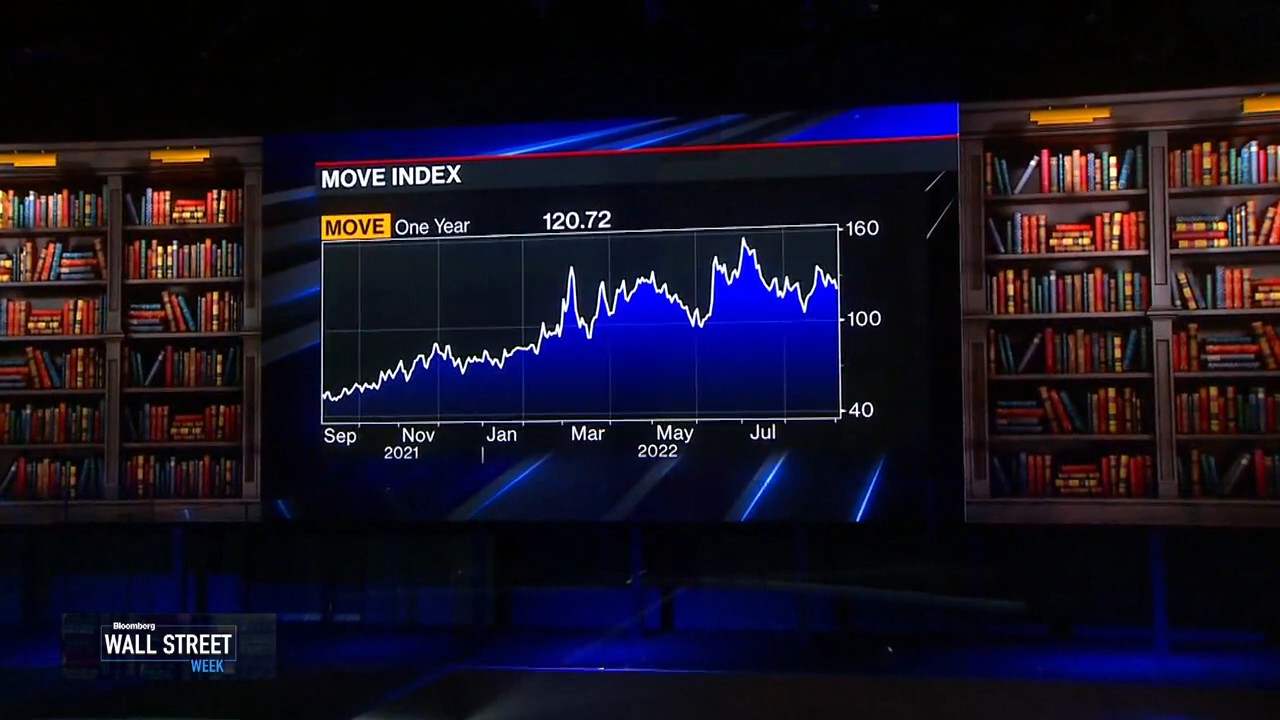 MOVE INDEX
MOVE One Year 120.72
160
100
40
Sep Nov Jan Mar May Jul
2021 2022
Bloomberg
WALL STREET
WEEK